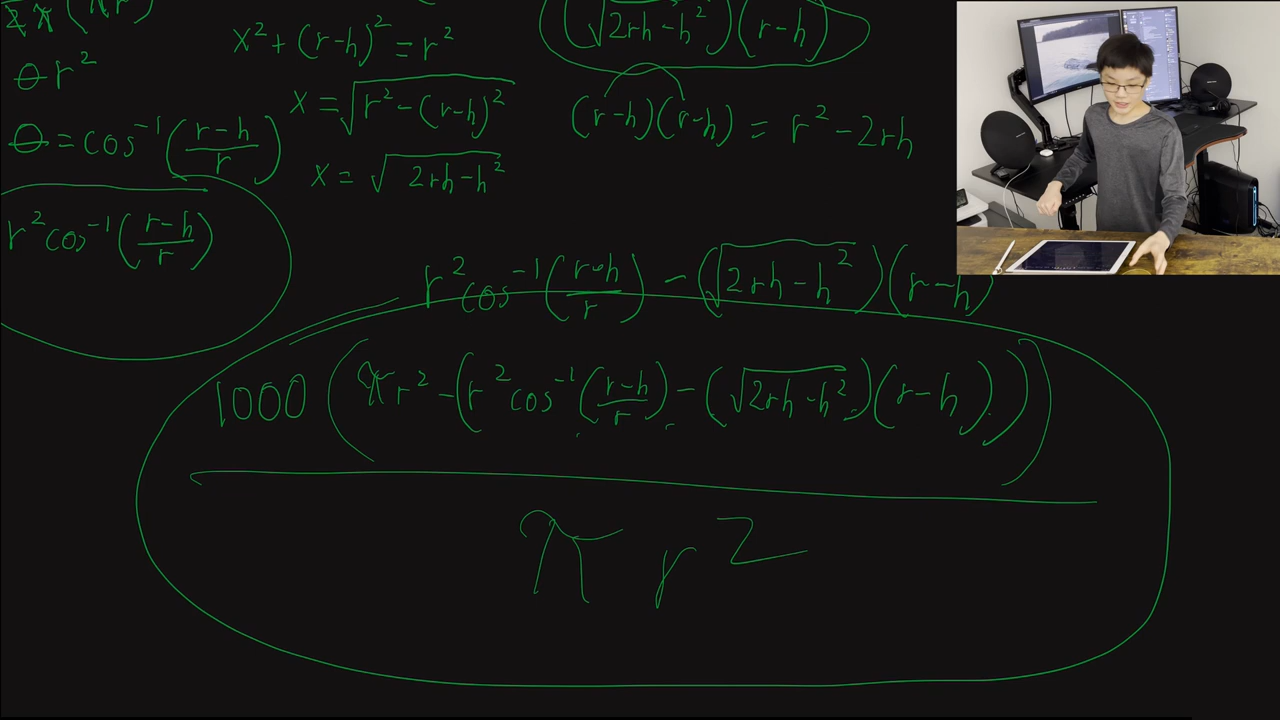 θr²
θ = cos⁻¹((r-h)/r)
r²cos⁻¹((r-h)/r)
x² + (r-h)² = r²
x = √(r² - (r-h)²)
x = √(2rh-h²)
(√(2rh-h²))(r-h)
(r-h)(r-h) = r² - 2rh
r²cos⁻¹((r-h)/r) - (√(2rh-h²))(r-h)
1000(πr² - (r²cos⁻¹((r-h)/r) - (√(2rh-h²))(r-h)))
πr²